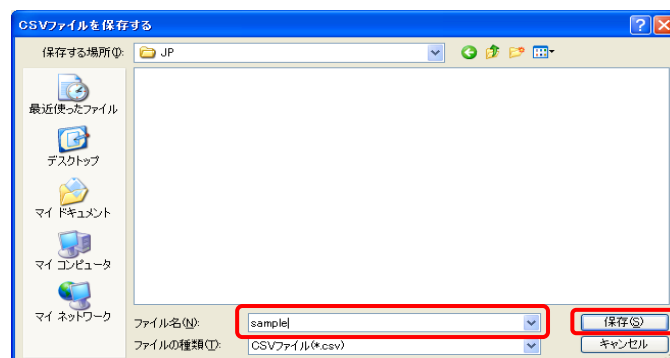 CSVファイルを保存する
保存する場所(I):
JP
最近使ったファイル
デスクトップ
マイ ドキュメント
マイ コンピュータ
マイ ネットワーク
ファイル名(N):
sample
保存(S)
ファイルの種類(T):
CSVファイル(*.csv)
キャンセル